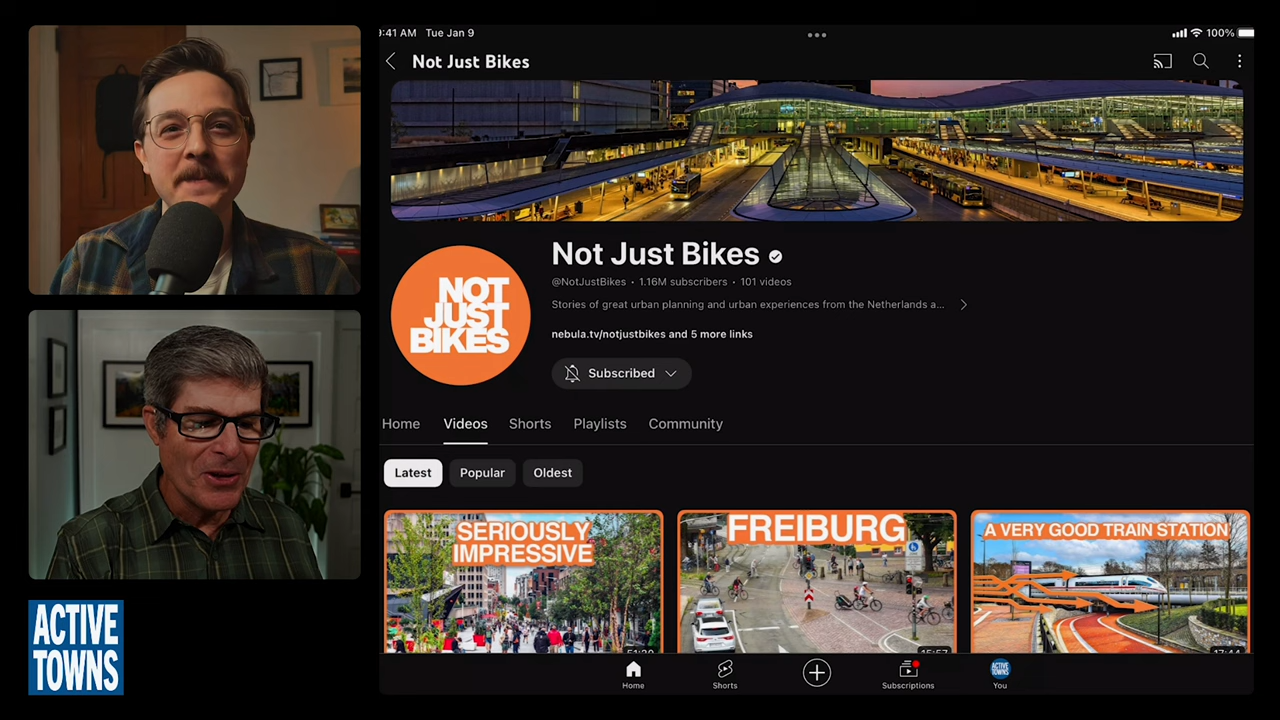 :41 AM Tue Jan 9
100%
Not Just Bikes
NOT
JUST
BIKES
Not Just Bikes
@NotJustBikes • 1.16M subscribers • 101 videos
Stories of great urban planning and urban experiences from the Netherlands a...
nebula.tv/notjustbikes and 5 more links
Subscribed
Home Videos Shorts Playlists Community
Latest Popular Oldest
SERIOUSLY
IMPRESSIVE
FREIBURG
A VERY GOOD TRAIN STATION
ACTIVE
TOWNS
Home Shorts Subscriptions You